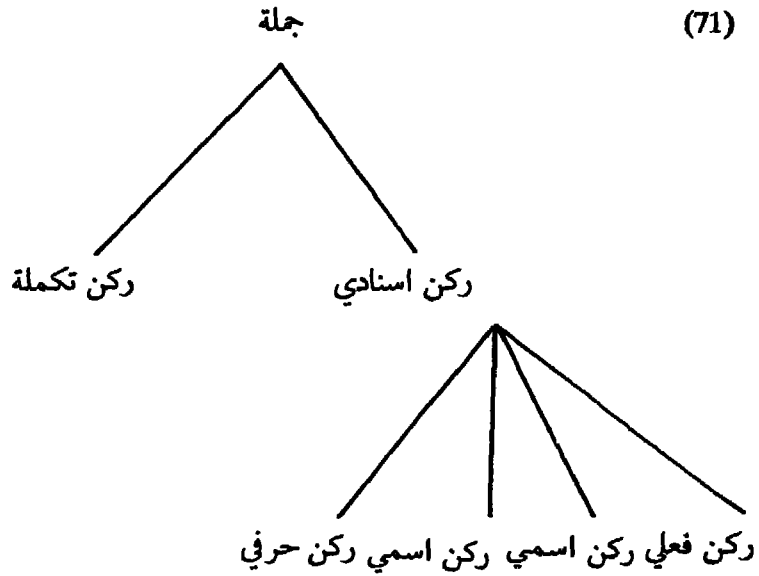 (71) جملة
ركن اسنادي ركن تكملة
ركن فعلي ركن اسمي ركن اسمي ركن حرفي